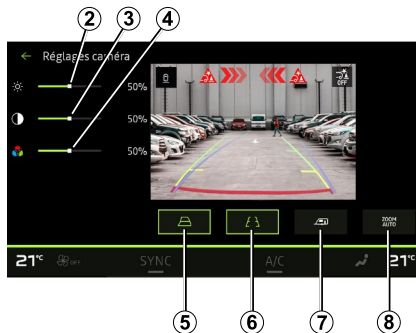 2 3 4
Réglages caméra
50%
OFF
50%
50%
ZOOM AUTO
21°C OFF SYNC A/C 21°C
5 6 7 8